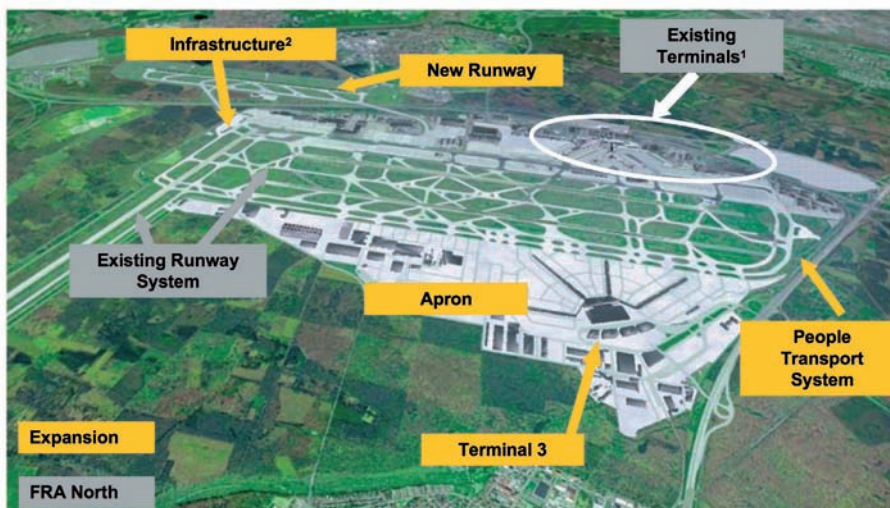 Infrastructure²
New Runway
Existing
Terminals¹
Existing Runway
System
Apron
People
Transport
System
Terminal 3
Expansion
FRA North